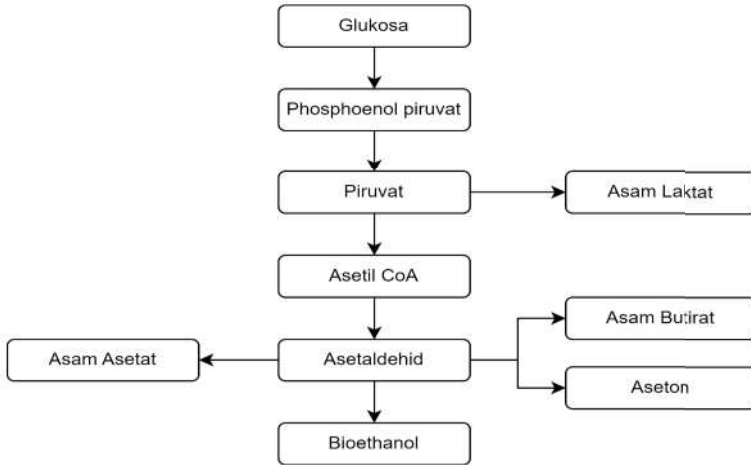 Glukosa
Phosphoenol piruvat
Piruvat
Asam Laktat
Asetil CoA
Asam Butirat
Asam Asetat
Asetaldehid
Aseton
Bioethanol